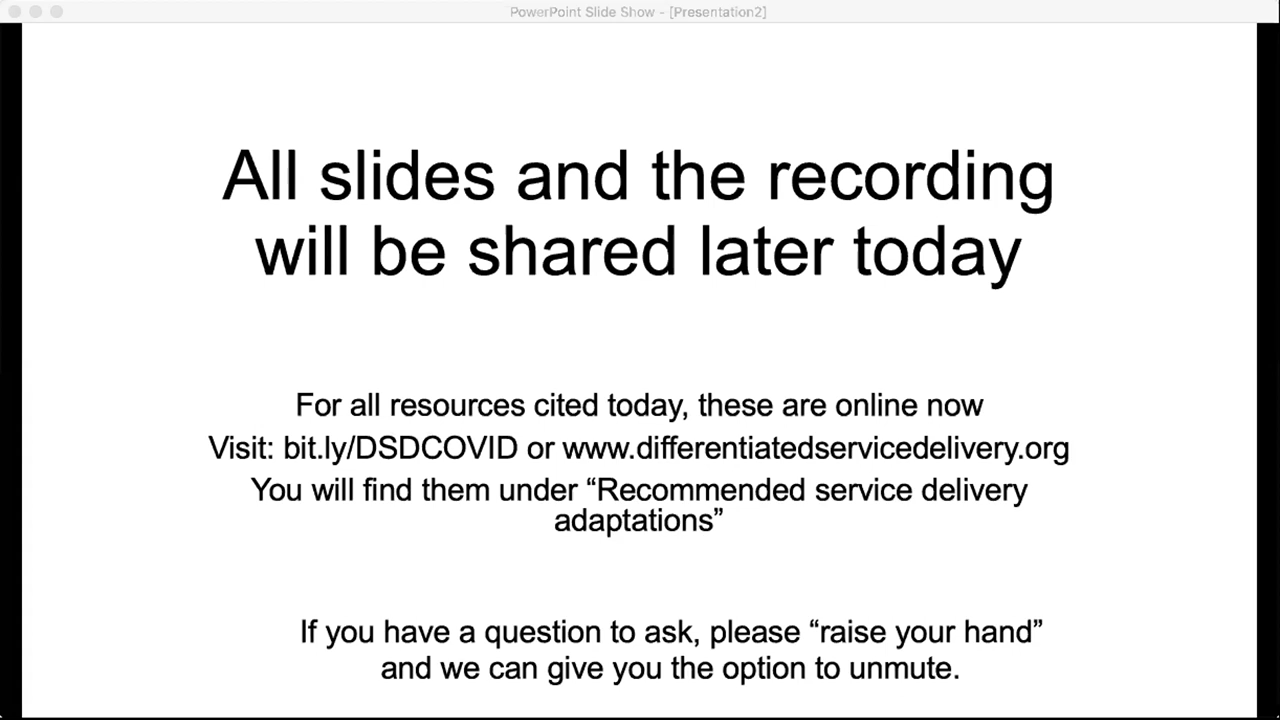 PowerPoint Slide Show - [Presentation2]
All slides and the recording
will be shared later today
For all resources cited today, these are online now
Visit: bit.ly/DSDCOVID or www.differentiatedservicedelivery.org
You will find them under “Recommended service delivery
adaptations”
If you have a question to ask, please “raise your hand”
and we can give you the option to unmute.